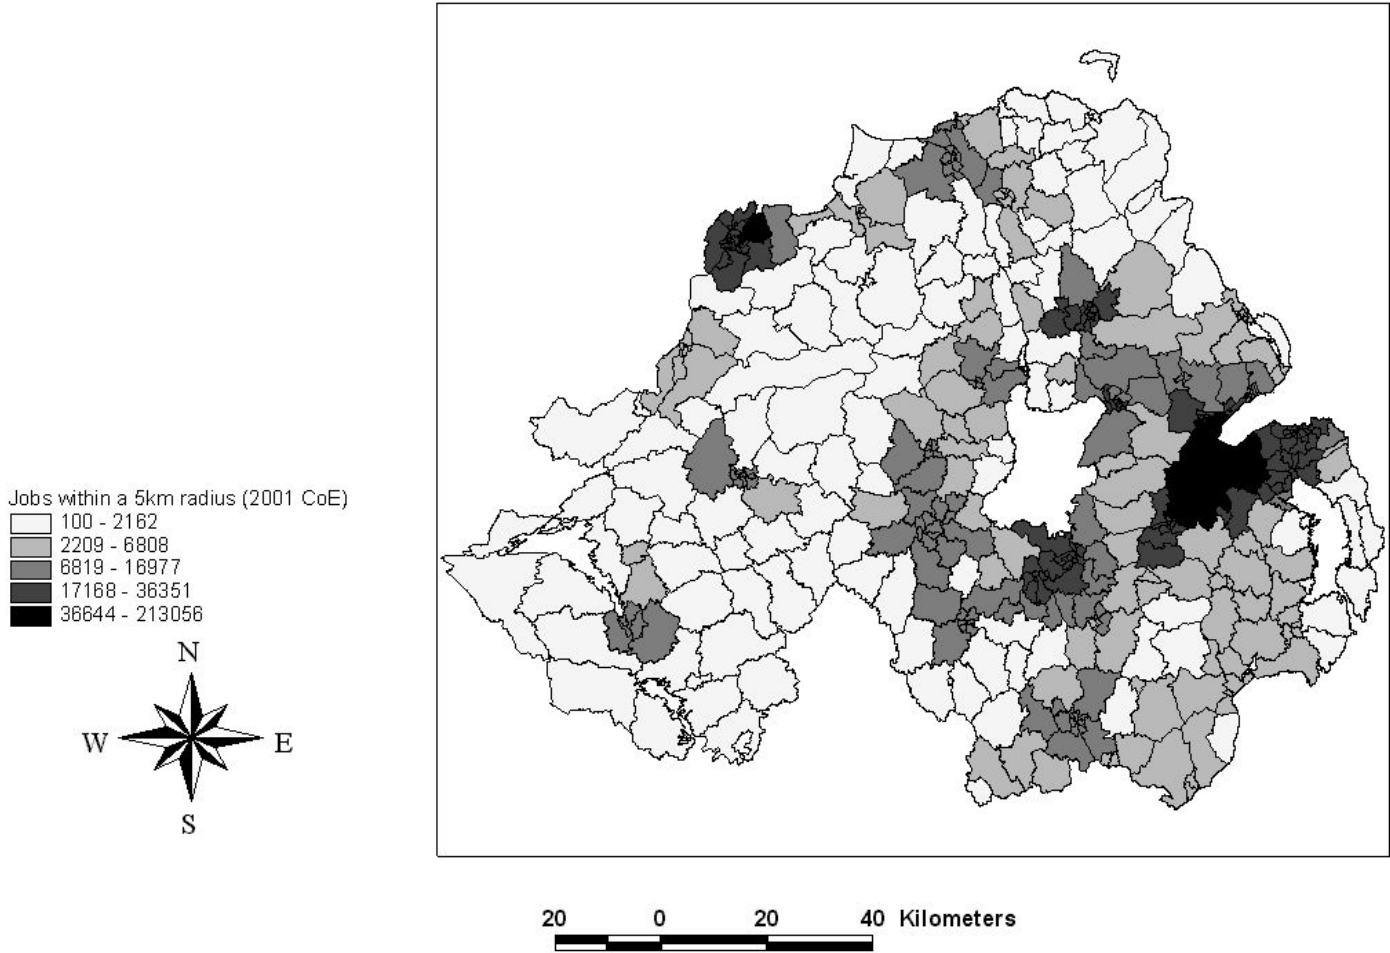 Jobs within a 5km radius (2001 CoE)
100 - 2162
2209 - 6808
6819 - 16977
17168 - 36351
36644 - 213056
N
W E
S
20 0 20 40 Kilometers